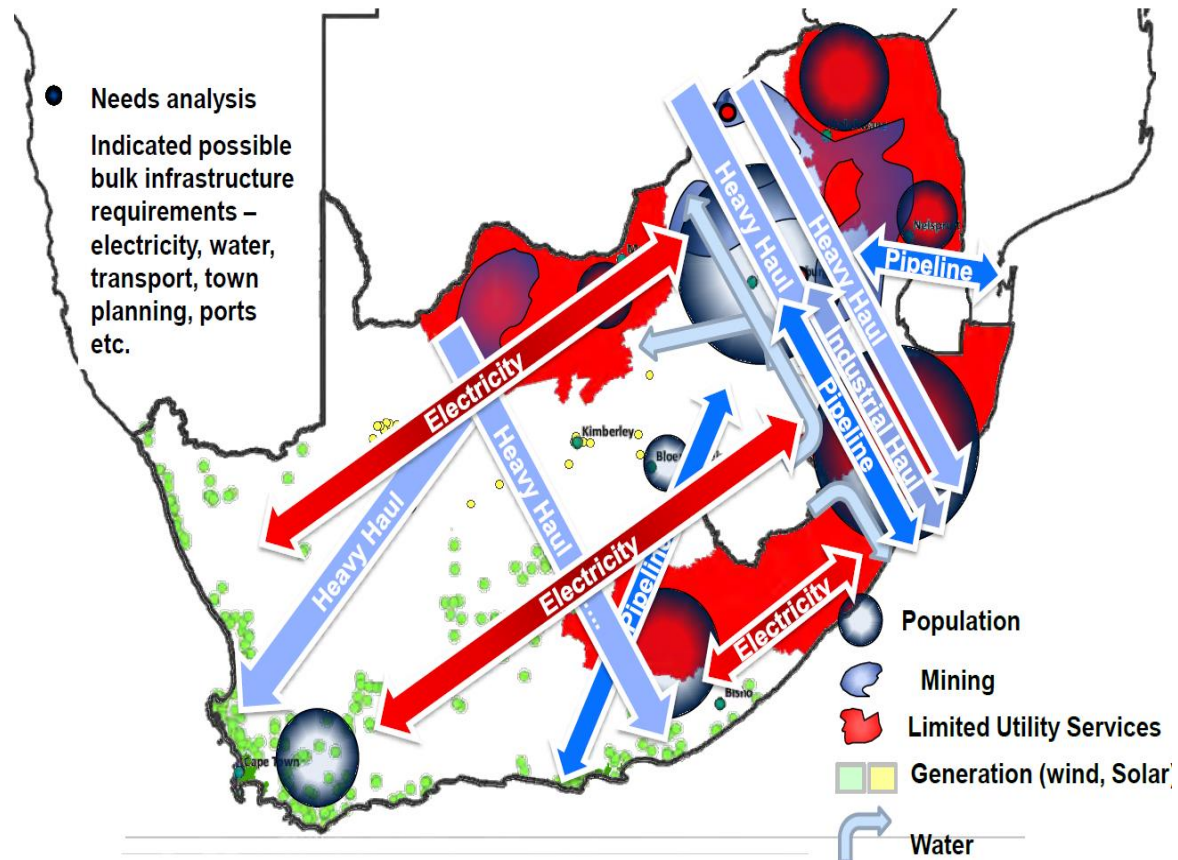 Needs analysis
Indicated possible
bulk infrastructure
requirements –
electricity, water,
transport, town
planning, ports
etc.
Heavy Haul
Heavy Haul
Pipeline
Industrial Haul
Pipeline
Electricity
Heavy Haul
Heavy Haul
.....
Kimberley
Electricity
Pipeline
Electricity
Bisho
Cape Town
Population
Mining
Limited Utility Services
Generation (wind, Solar)
Water